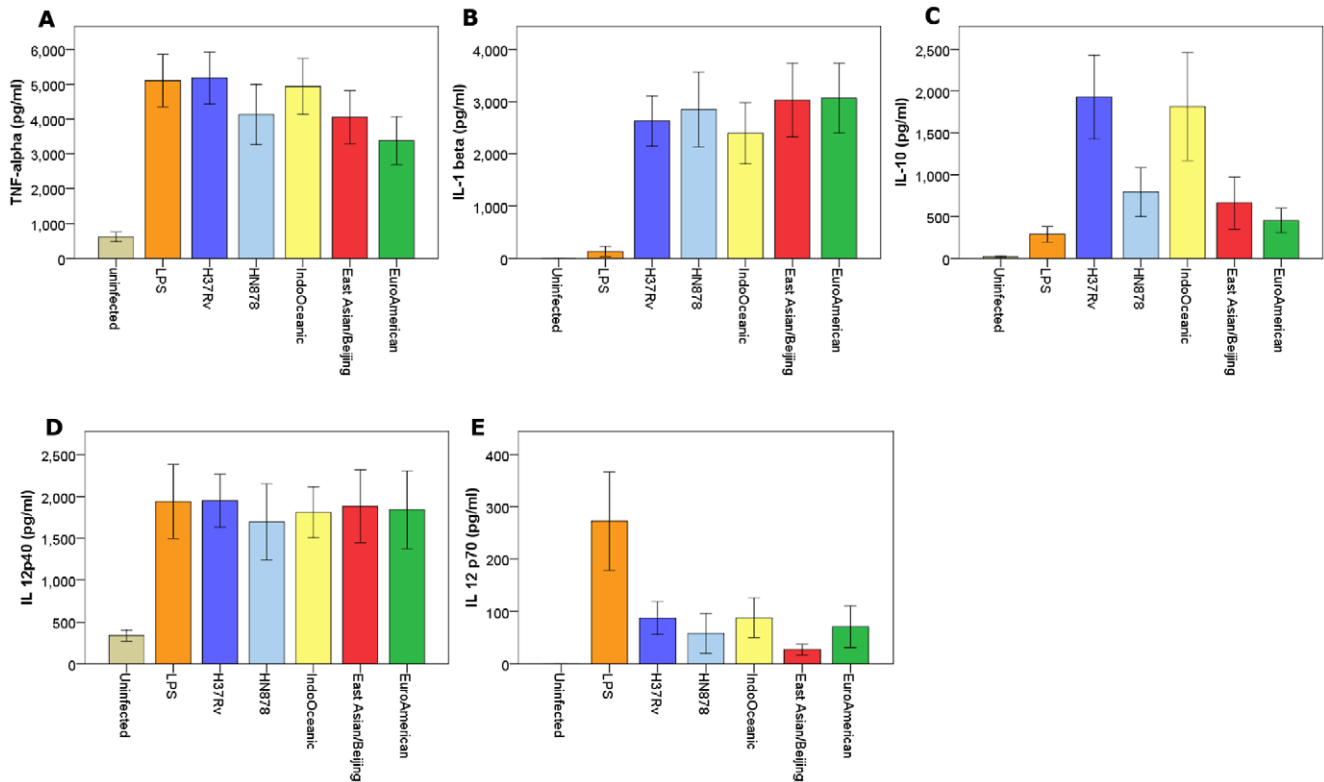 A
TNF-alpha (pg/ml)
6,000
5,000
4,000
3,000
2,000
1,000
0
uninfected
LPS
H37Rv
HN878
IndoOceanic
East Asian/Beijing
EuroAmerican
B
IL-1 beta (pg/ml)
4,000
3,000
2,000
1,000
0
Uninfected
LPS
H37Rv
HN878
IndoOceanic
East Asian/Beijing
EuroAmerican
C
IL-10 (pg/ml)
2,500
2,000
1,500
1,000
500
0
Uninfected
LPS
H37Rv
HN878
IndoOceanic
East Asian/Beijing
EuroAmerican
D
IL 12p40 (pg/ml)
2,500
2,000
1,500
1,000
500
0
Uninfected
LPS
H37Rv
HN878
IndoOceanic
East Asian/Beijing
EuroAmerican
E
IL 12 p70 (pg/ml)
400
300
200
100
0
Uninfected
LPS
H37Rv
HN878
IndoOceanic
East Asian/Beijing
EuroAmerican